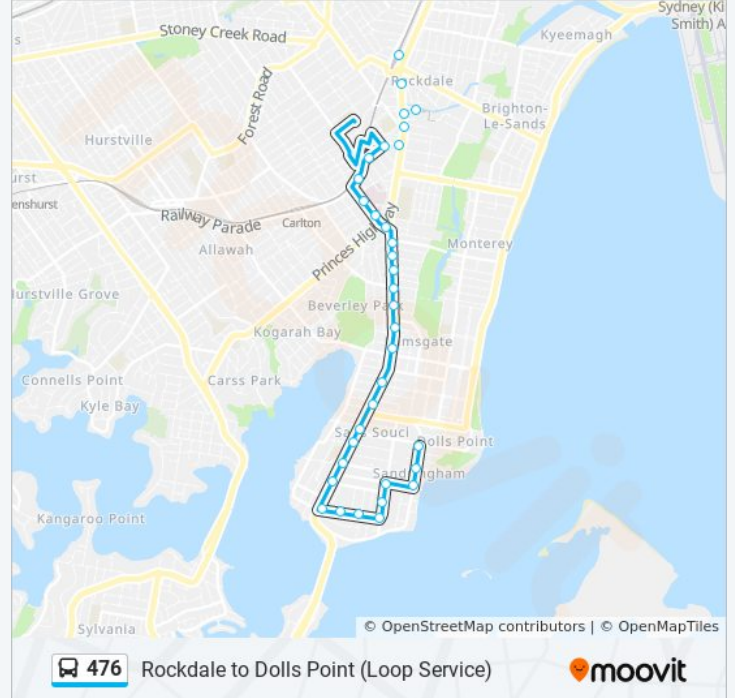 Sydney (Ki
Smith) A
Stoney Creek Road
Kyeemagh
s
Rockdale
Forest Road
Brighton-
Le-Sands
Hurstville
urst
enshurst
Railway Parade
Carlton
Princes Highway
Allawah
Monterey
urstville Grove
Beverley Pa
Kogarah Bay
msgate
Connells Point
Carss Park
Kyle Bay
Sans Souci
Dolls Point
Sandringham
Kangaroo Point
Sylvania
© OpenStreetMap contributors | © OpenMapTiles
476 Rockdale to Dolls Point (Loop Service)
moovit